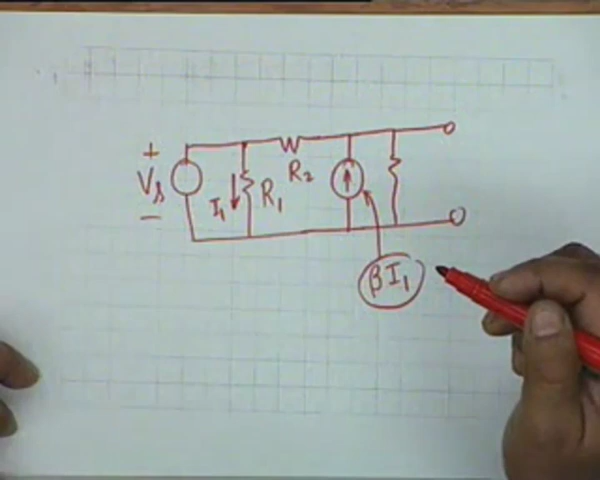 +
Vs
−
I₁
R₁
R₂
βI₁